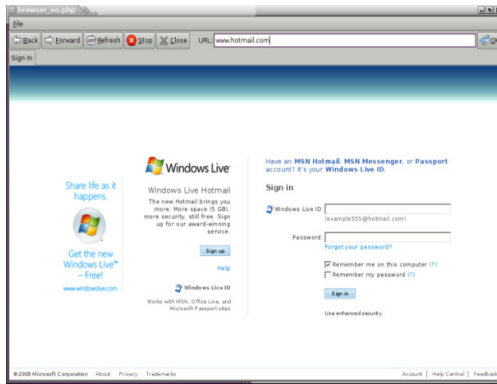 browser_oo.php
File
Back Forward Refresh Stop Close URL: www.hotmail.com
Sign In
Share life as it
happens.
Get the new
Windows Live™
– Free!
www.windowslive.com
Windows Live
Windows Live Hotmail
The new Hotmail brings you
more. More space (5 GB),
more security, still free. Sign
up for our award-winning
service.
Sign up
Help
Windows Live ID
Works with MSN, Office Live, and
Microsoft Passport sites
Have an MSN Hotmail, MSN Messenger, or Passport
account? It's your Windows Live ID.
Sign in
Windows Live ID:
(example555@hotmail.com)
Password:
Forgot your password?
Remember me on this computer (?)
Remember my password (?)
Sign in
Use enhanced security
©2008 Microsoft Corporation About Privacy Trademarks
Account | Help Central | Feedback